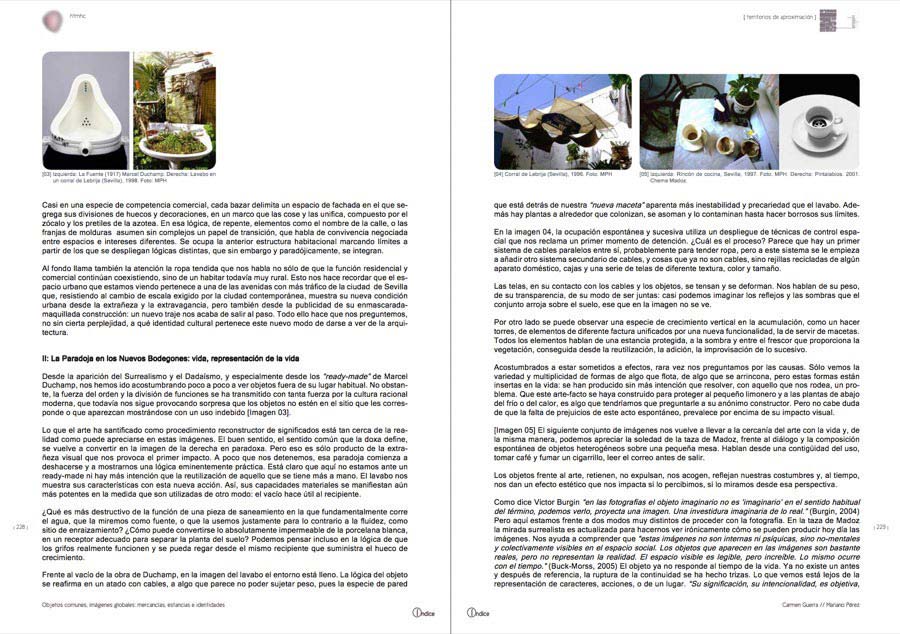 htmhc
[03] Izquierda: La Fuente (1917) Marcel Duchamp. Derecha: Lavabo en
un corral de Lebrija (Sevilla), 1998. Foto: MPH
Casi en una especie de competencia comercial, cada bazar delimita un espacio de fachada en el que se-
grega sus divisiones de huecos y decoraciones, en un marco que las cose y las unifica, compuesto por el
zócalo y los pretiles de la azotea. En esa lógica, de repente, elementos como el nombre de la calle, o las
franjas de molduras asumen sin complejos un papel de transición, que habla de convivencia negociada
entre espacios e intereses diferentes. Se ocupa la anterior estructura habitacional marcando límites a
partir de los que se despliegan lógicas distintas, que sin embargo y paradójicamente, se integran.
Al fondo llama también la atención la ropa tendida que nos habla no sólo de que la función residencial y
comercial continúan coexistiendo, sino de un habitar todavía muy rural. Esto nos hace recordar que el es-
pacio urbano que estamos viendo pertenece a una de las avenidas con más tráfico de la ciudad de Sevilla
que, resistiendo al cambio de escala exigido por la ciudad contemporánea, muestra su nueva condición
urbana desde la extrañeza y la extravagancia, pero también desde la publicidad de su enmascarada-
maquillada construcción: un nuevo traje nos acaba de salir al paso. Todo ello hace que nos preguntemos,
no sin cierta perplejidad, a qué identidad cultural pertenece este nuevo modo de darse a ver de la arqui-
tectura.
II: La Paradoja en los Nuevos Bodegones: vida, representación de la vida
Desde la aparición del Surrealismo y el Dadaísmo, y especialmente desde los "ready-made" de Marcel
Duchamp, nos hemos ido acostumbrando poco a poco a ver objetos fuera de su lugar habitual. No obstan-
te, la fuerza del orden y la división de funciones se ha transmitido con tanta fuerza por la cultura racional
moderna, que todavía nos sigue provocando sorpresa que los objetos no estén en el sitio que les corres-
ponde o que aparezcan mostrándose con un uso indebido [Imagen 03].
Lo que el arte ha santificado como procedimiento reconstructor de significados está tan cerca de la rea-
lidad como puede apreciarse en estas imágenes. El buen sentido, el sentido común que la doxa define,
se vuelve a convertir en la imagen de la derecha en paradoja. Pero eso es sólo producto de la extra-
ñeza visual que nos provoca el primer impacto. A poco que nos detenemos, esa paradoja comienza a
deshacerse y a mostrarnos una lógica eminentemente práctica. Está claro que aquí no estamos ante un
ready-made ni hay más intención que la reutilización de aquello que se tiene más a mano. El lavabo nos
muestra sus características con esta nueva acción. Así, sus capacidades materiales se manifiestan aún
más potentes en la medida que son utilizadas de otro modo: el vacío hace útil al recipiente.
¿Qué es más destructivo de la función de una pieza de saneamiento en la que fundamentalmente corre
el agua, que la miremos como fuente, o que la usemos justamente para lo contrario a la fluidez, como
sitio de enraizamiento? ¿Cómo puede convertirse lo absolutamente impermeable de la porcelana blanca,
en un receptor adecuado para separar la planta del suelo? Podemos pensar incluso en la lógica de que
los grifos realmente funcionen y se pueda regar desde el mismo recipiente que suministra el hueco de
crecimiento.
Frente al vacío de la obra de Duchamp, en la imagen del lavabo el entorno está lleno. La lógica del objeto
se reafirma en un atado con cables, a algo que parece no poder sujetar peso, pues la especie de pared
| 228 |
Objetos comunes, imágenes globales: mercancías, estancias e identidades
índice
[ territorios de aproximación ]
[04] Corral de Lebrija (Sevilla), 1996. Foto: MPH
[05] Izquierda: Rincón de cocina, Sevilla, 1997. Foto: MPH. Derecha: Pintalabios. 2001.
Chema Madoz.
que está detrás de nuestra "nueva maceta" aparenta más inestabilidad y precariedad que el lavabo. Ade-
más hay plantas a alrededor que colonizan, se asoman y lo contaminan hasta hacer borrosos sus límites.
En la imagen 04, la ocupación espontánea y sucesiva utiliza un despliegue de técnicas de control espa-
cial que nos reclama un primer momento de detención. ¿Cuál es el proceso? Parece que hay un primer
sistema de cables paralelos entre sí, probablemente para tender ropa, pero a este sistema se le empieza
a añadir otro sistema secundario de cables, y cosas que ya no son cables, sino rejillas recicladas de algún
aparato doméstico, cajas y una serie de telas de diferente textura, color y tamaño.
Las telas, en su contacto con los cables y los objetos, se tensan y se deforman. Nos hablan de su peso,
de su transparencia, de su modo de ser juntas: casi podemos imaginar los reflejos y las sombras que el
conjunto arroja sobre el suelo, ese que en la imagen no se ve.
Por otro lado se puede observar una especie de crecimiento vertical en la acumulación, como un hacer
torres, de elementos de diferente factura unificados por una nueva funcionalidad, la de servir de macetas.
Todos los elementos hablan de una estancia protegida, a la sombra y entre el frescor que proporciona la
vegetación, conseguida desde la reutilización, la adición, la improvisación de lo sucesivo.
Acostumbrados a estar sometidos a efectos, rara vez nos preguntamos por las causas. Sólo vemos la
variedad y multiplicidad de formas, de algo que flota, de algo que se arrincona, pero estas formas están
insertas en la vida: se han producido sin más intención que resolver, con aquello que nos rodea, un pro-
blema. Que este arte-facto se haya construido para proteger al pequeño limonero y a las plantas de abajo
del frío o del calor, es algo que tendríamos que preguntarle a su anónimo constructor. Pero no cabe duda
de que la falta de prejuicios de este acto espontáneo, prevalece por encima de su impacto visual.
[Imagen 05] El siguiente conjunto de imágenes nos vuelve a llevar a la cercanía del arte con la vida y, de
la misma manera, podemos apreciar la soledad de la taza de Madoz, frente al diálogo y la composición
espontánea de objetos heterogéneos sobre una pequeña mesa. Hablan desde una contigüidad del uso,
tomar café y fumar un cigarrillo, leer el correo antes de salir.
Los objetos frente al arte, retienen, no expulsan, nos acogen, reflejan nuestras costumbres y, al tiempo,
nos dan un efecto estético que nos impacta si lo percibimos, si lo miramos desde esa perspectiva.
Como dice Victor Burgin "en las fotografías el objeto imaginario no es 'imaginario' en el sentido habitual
del término, podemos verlo, proyecta una imagen. Una investidura imaginaria de lo real." (Burgin, 2004)
Pero aquí estamos frente a dos modos muy distintos de proceder con la fotografía. En la taza de Madoz
la mirada surrealista es actualizada para hacernos ver irónicamente cómo se pueden producir hoy día las
imágenes. Nos ayuda a comprender que "estas imágenes no son internas ni psíquicas, sino no-mentales
y colectivamente visibles en el espacio social. Los objetos que aparecen en las imágenes son bastante
reales, pero no representan la realidad. El espacio visible es legible, pero increíble. Lo mismo ocurre
con el tiempo." (Buck-Morss, 2005) El objeto ya no responde al tiempo de la vida. Ya no existe un antes
y después de referencia, la ruptura de la continuidad se ha hecho trizas. Lo que vemos está lejos de la
representación de caracteres, acciones, o de un lugar. "Su significación, su intencionalidad, es objetiva,
| 229 |
índice
Carmen Guerra // Mariano Pérez